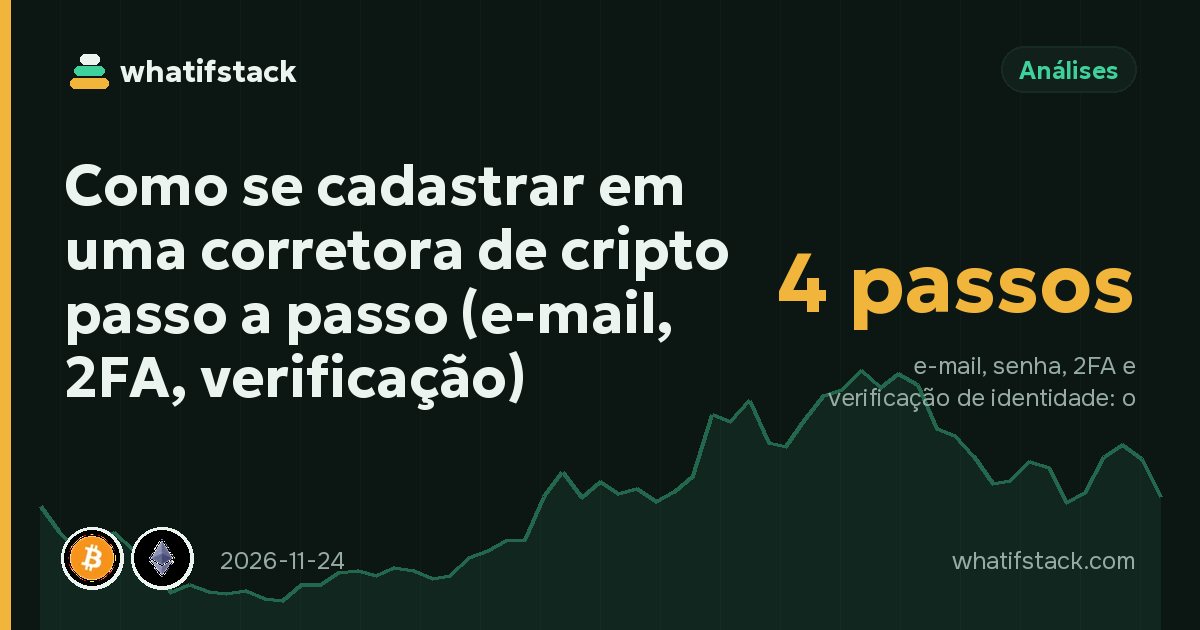 whatifstack
Análises
Como se cadastrar em
uma corretora de cripto
passo a passo (e-mail,
2FA, verificação)
4 passos
e-mail, senha, 2FA e
verificação de identidade: o
2026-11-24
whatifstack.com